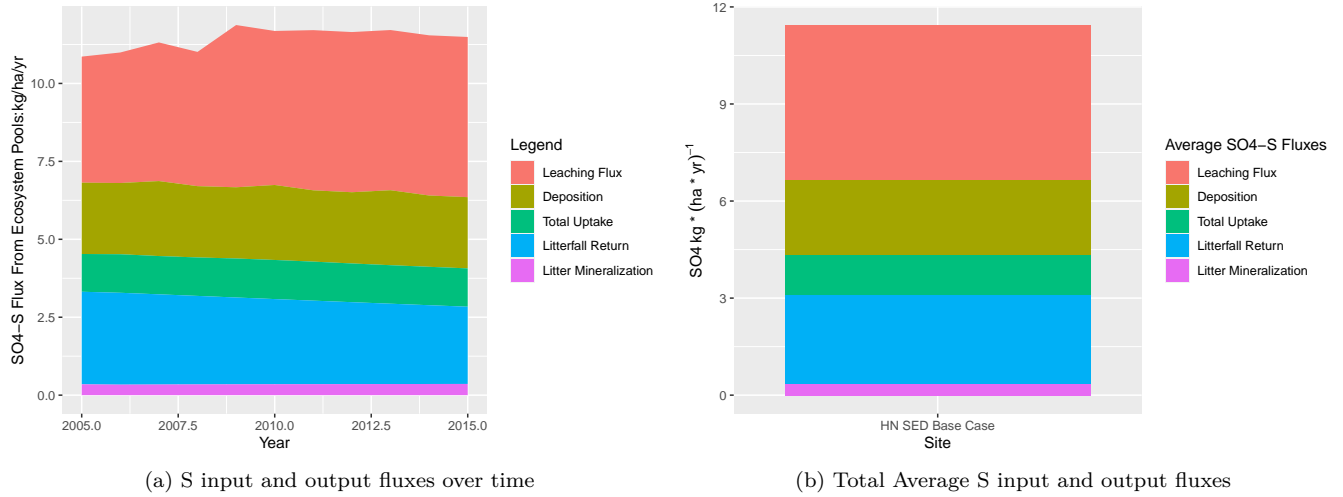 SO4−S Flux From Ecosystem Pools:kg/ha/yr
10.0
7.5
5.0
2.5
0.0
2005.0 2007.5 2010.0 2012.5 2015.0
Year
Legend
Leaching Flux
Deposition
Total Uptake
Litterfall Return
Litter Mineralization
(a) S input and output fluxes over time
SO4 kg * (ha * yr)⁻¹
12
9
6
3
0
HN SED Base Case
Site
Average SO4−S Fluxes
Leaching Flux
Deposition
Total Uptake
Litterfall Return
Litter Mineralization
(b) Total Average S input and output fluxes